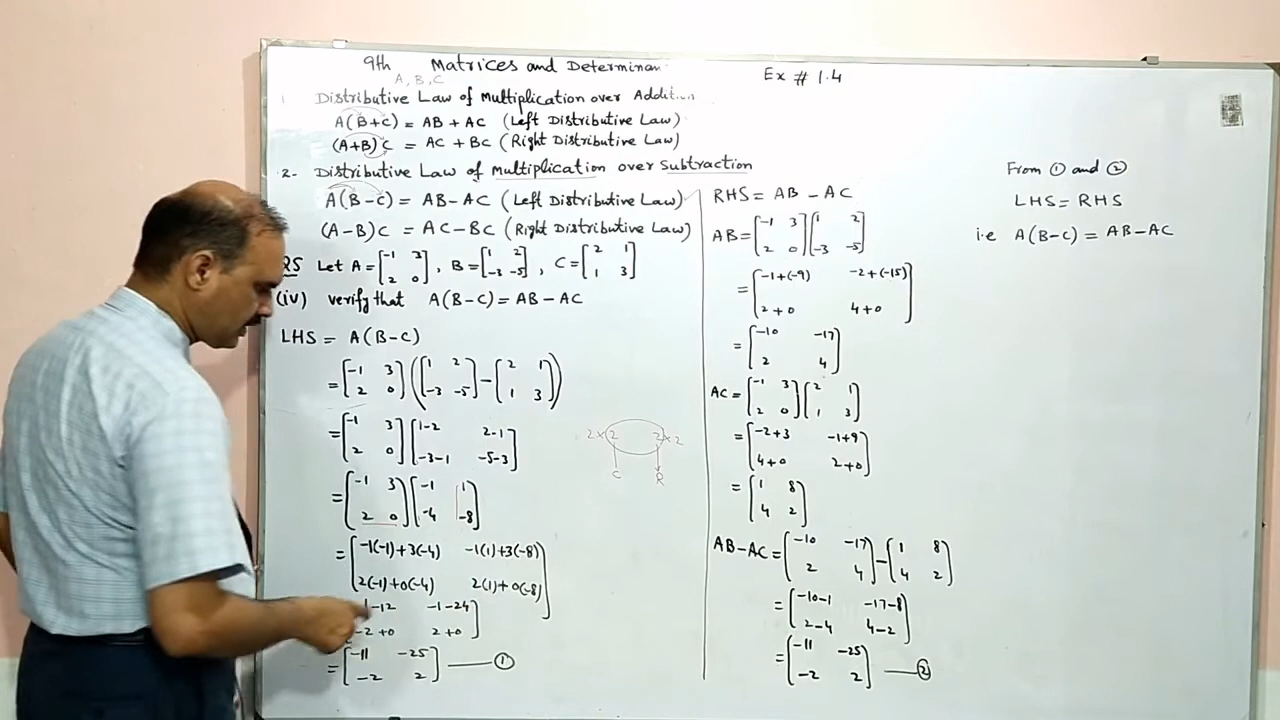 9th Matrices and Determinan
Ex # 1.4
A, B, C
1 Distributive Law of Multiplication over Addition
A(B+C) = AB + AC (Left Distributive Law)
(A+B)C = AC + BC (Right Distributive Law)
2- Distributive Law of Multiplication over Subtraction
A(B-C) = AB-AC (Left Distributive Law)
(A-B)C = AC-BC (Right Distributive Law)
Q5 Let A = [-1 3; 2 0], B = [1 2; -3 -5], C = [2 1; 1 3]
(iv) verify that A(B-C) = AB - AC
LHS = A(B-C)
= [-1 3; 2 0] ([1 2; -3 -5] - [2 1; 1 3])
= [-1 3; 2 0] [1-2 2-1; -3-1 -5-3]
= [-1 3; 2 0] [-1 1; -4 -8]
= [-1(-1)+3(-4) -1(1)+3(-8); 2(-1)+0(-4) 2(1)+0(-8)]
1-12 -1-24
-2+0 2+0
= [-11 -25; -2 2] — ①
2×2 2×2
C R
RHS = AB - AC
AB = [-1 3; 2 0] [1 2; -3 -5]
= [-1+(-9) -2+(-15); 2+0 4+0]
= [-10 -17; 2 4]
AC = [-1 3; 2 0] [2 1; 1 3]
= [-2+3 -1+9; 4+0 2+0]
= [1 8; 4 2]
AB-AC = [-10 -17; 2 4] - [1 8; 4 2]
= [-10-1 -17-8; 2-4 4-2]
= [-11 -25; -2 2] — ②
From ① and ②
LHS = RHS
i.e A(B-C) = AB-AC